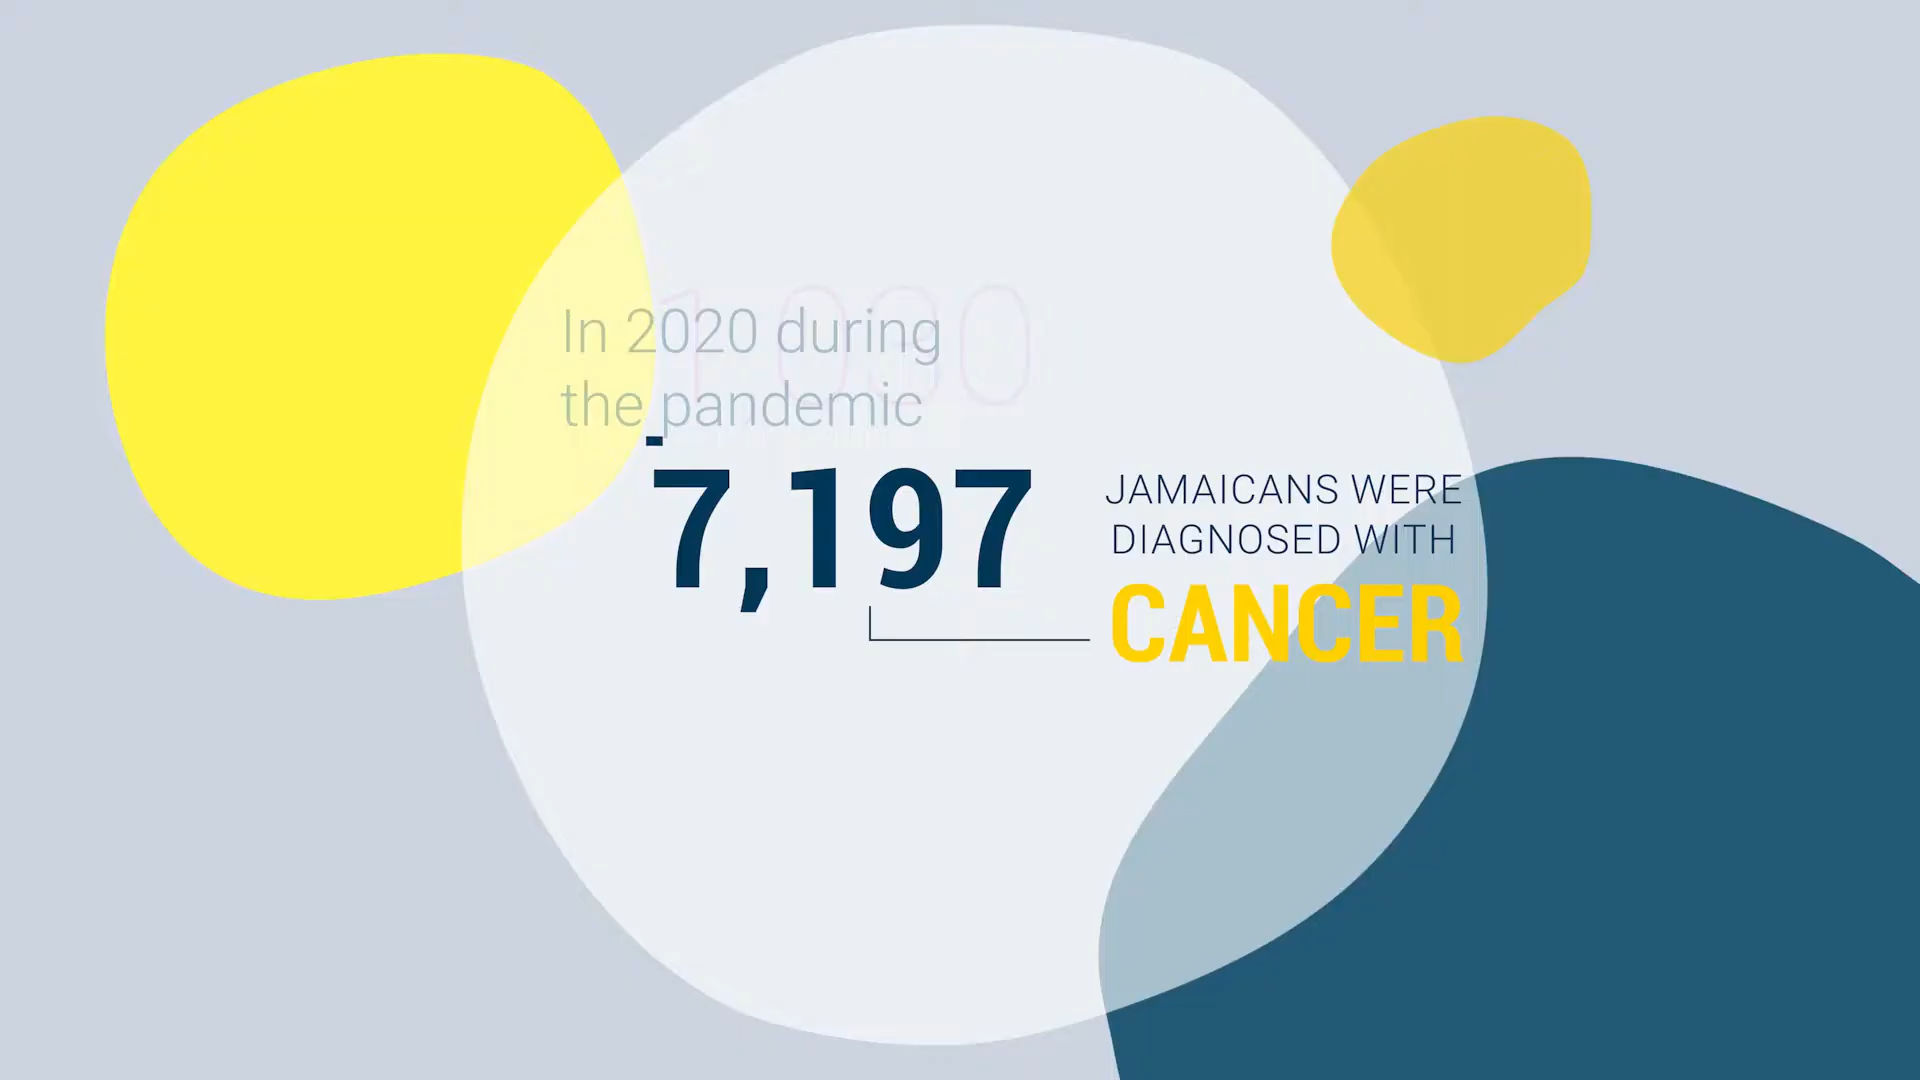 In 2020 during
the pandemic
7,197
JAMAICANS WERE
DIAGNOSED WITH
CANCER